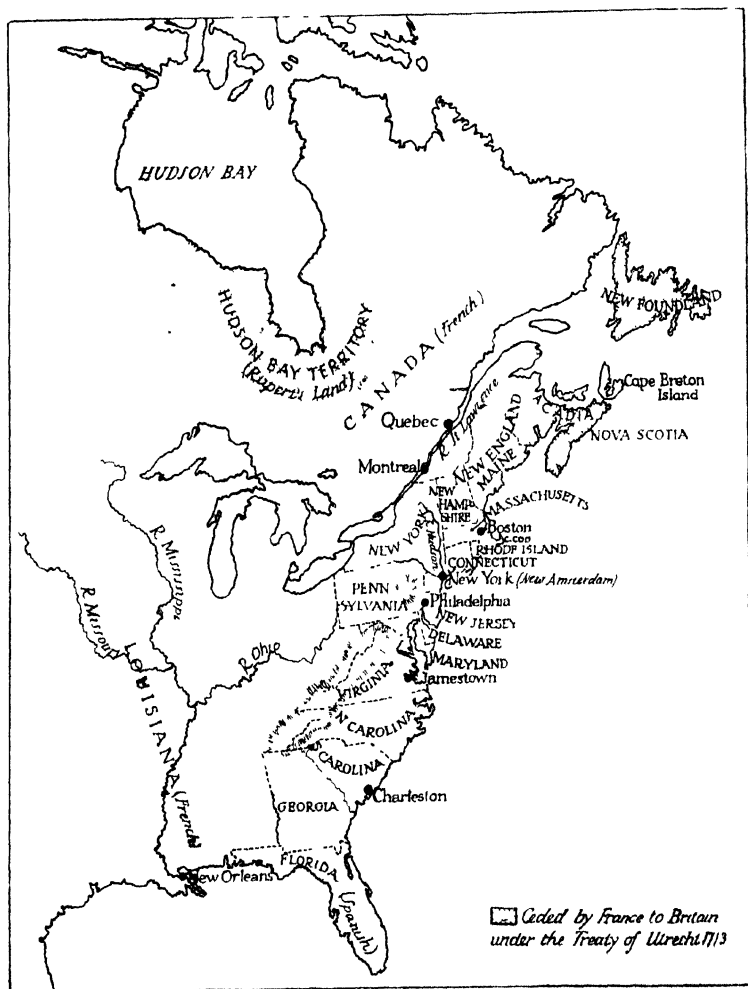 HUDSON BAY
HUDSON BAY TERRITORY
(Rupert's Land)
CANADA (French)
NEW FOUNDLAND
Cape Breton
Island
ACADIA
NOVA SCOTIA
Quebec
R. St Lawrence
Montreal
NEW ENGLAND
MAINE
NEW
HAMP
SHIRE
MASSACHUSETTS
Boston
C. COD
RHODE ISLAND
CONNECTICUT
NEW YORK
R. Hudson
New York (New Amsterdam)
PENN
SYLVANIA
Philadelphia
NEW JERSEY
DELAWARE
MARYLAND
Jamestown
R. Mississippi
R. Missouri
R. Ohio
LOUISIANA (French)
VIRGINIA
N CAROLINA
S CAROLINA
Charleston
GEORGIA
FLORIDA (Spanish)
New Orleans
Ceded by France to Britain
under the Treaty of Utrecht 1713